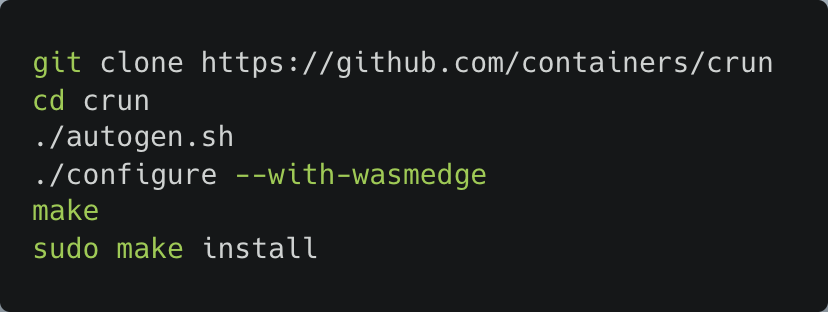 git clone https://github.com/containers/crun
cd crun
./autogen.sh
./configure --with-wasmedge
make
sudo make install